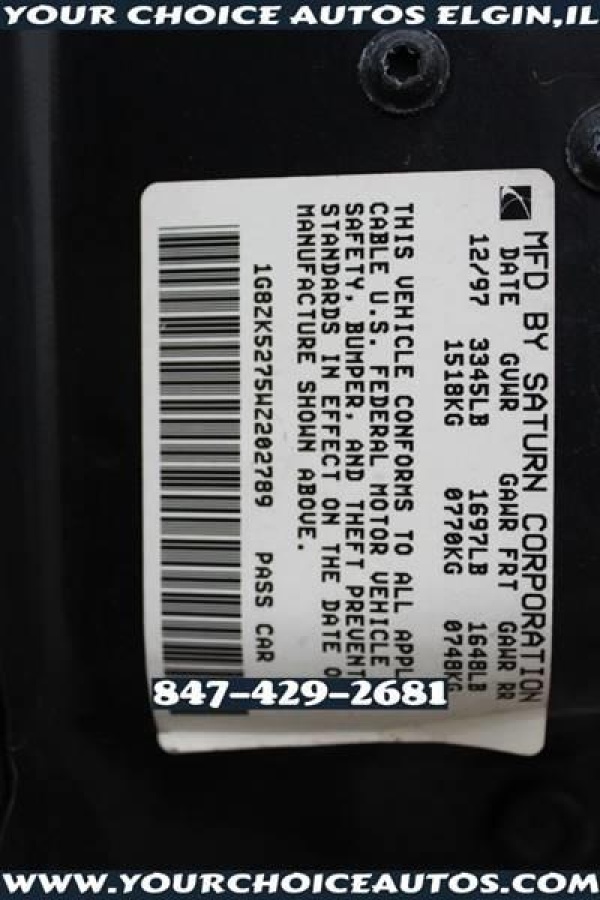 YOUR CHOICE AUTOS ELGIN,IL
MFD BY SATURN CORPORATION
DATE GVWR GAWR FRT GAWR RR
12/97 3345LB 1697LB 1648LB
1518KG 0770KG 0748KG
THIS VEHICLE CONFORMS TO ALL APPL
CABLE U.S. FEDERAL MOTOR VEHICLE
SAFETY, BUMPER, AND THEFT PREVENT
STANDARDS IN EFFECT ON THE DATE O
MANUFACTURE SHOWN ABOVE.
1G8ZK5275WZ202789 PASS CAR
847-429-2681
WWW.YOURCHOICEAUTOS.COM